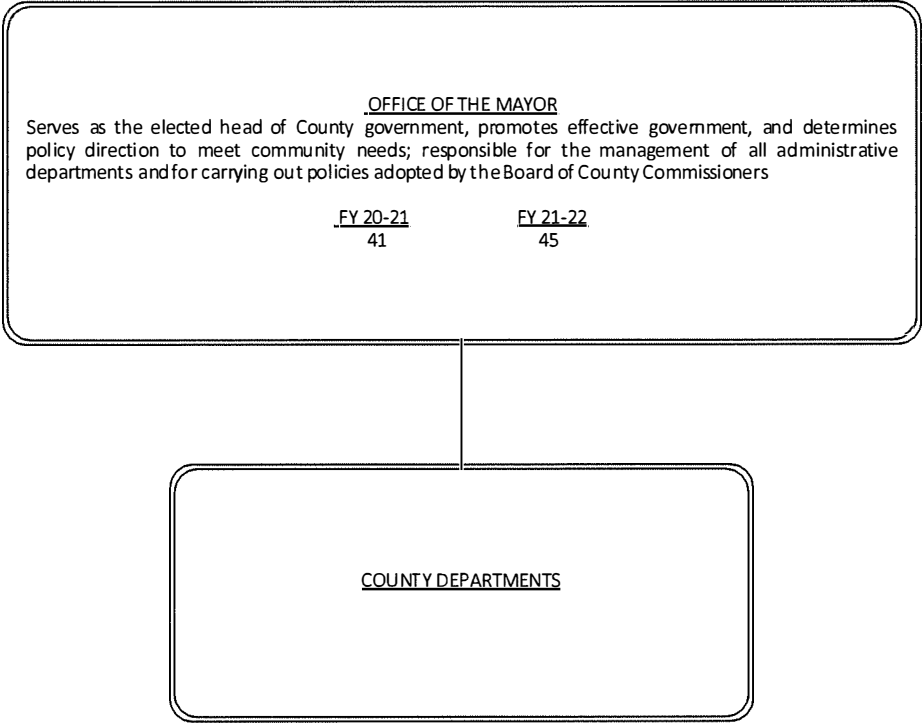 OFFICE OF THE MAYOR
Serves as the elected head of County government, promotes effective government, and determines
policy direction to meet community needs; responsible for the management of all administrative
departments and for carrying out policies adopted by the Board of County Commissioners
FY 20-21 FY 21-22
41 45
COUNTY DEPARTMENTS